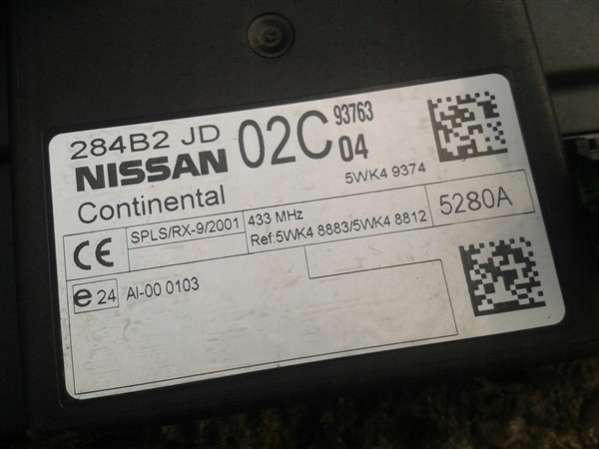 284B2 JD 02C 93763
NISSAN 04
5WK4 9374
Continental
CE SPLS/RX-9/2001 433 MHz 5280A
Ref:5WK4 8883/5WK4 8812
e24 AI-00 0103